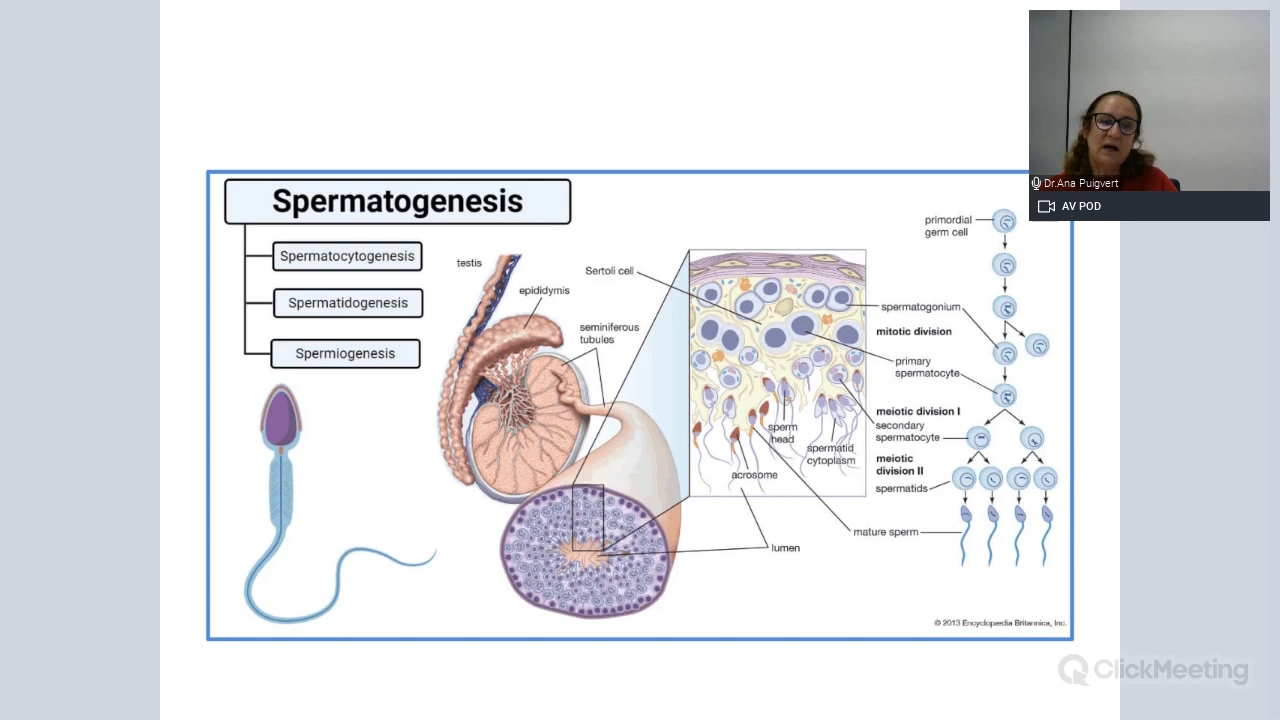 Spermatogenesis
Spermatocytogenesis
Spermatidogenesis
Spermiogenesis
testis
epididymis
seminiferous
tubules
Sertoli cell
sperm
head
spermatid
cytoplasm
acrosome
lumen
primordial
germ cell
spermatogonium
mitotic division
primary
spermatocyte
meiotic division I
secondary
spermatocyte
meiotic
division II
spermatids
mature sperm
© 2013 Encyclopædia Britannica, Inc.
Dr.Ana Puigvert
AV POD
ClickMeeting